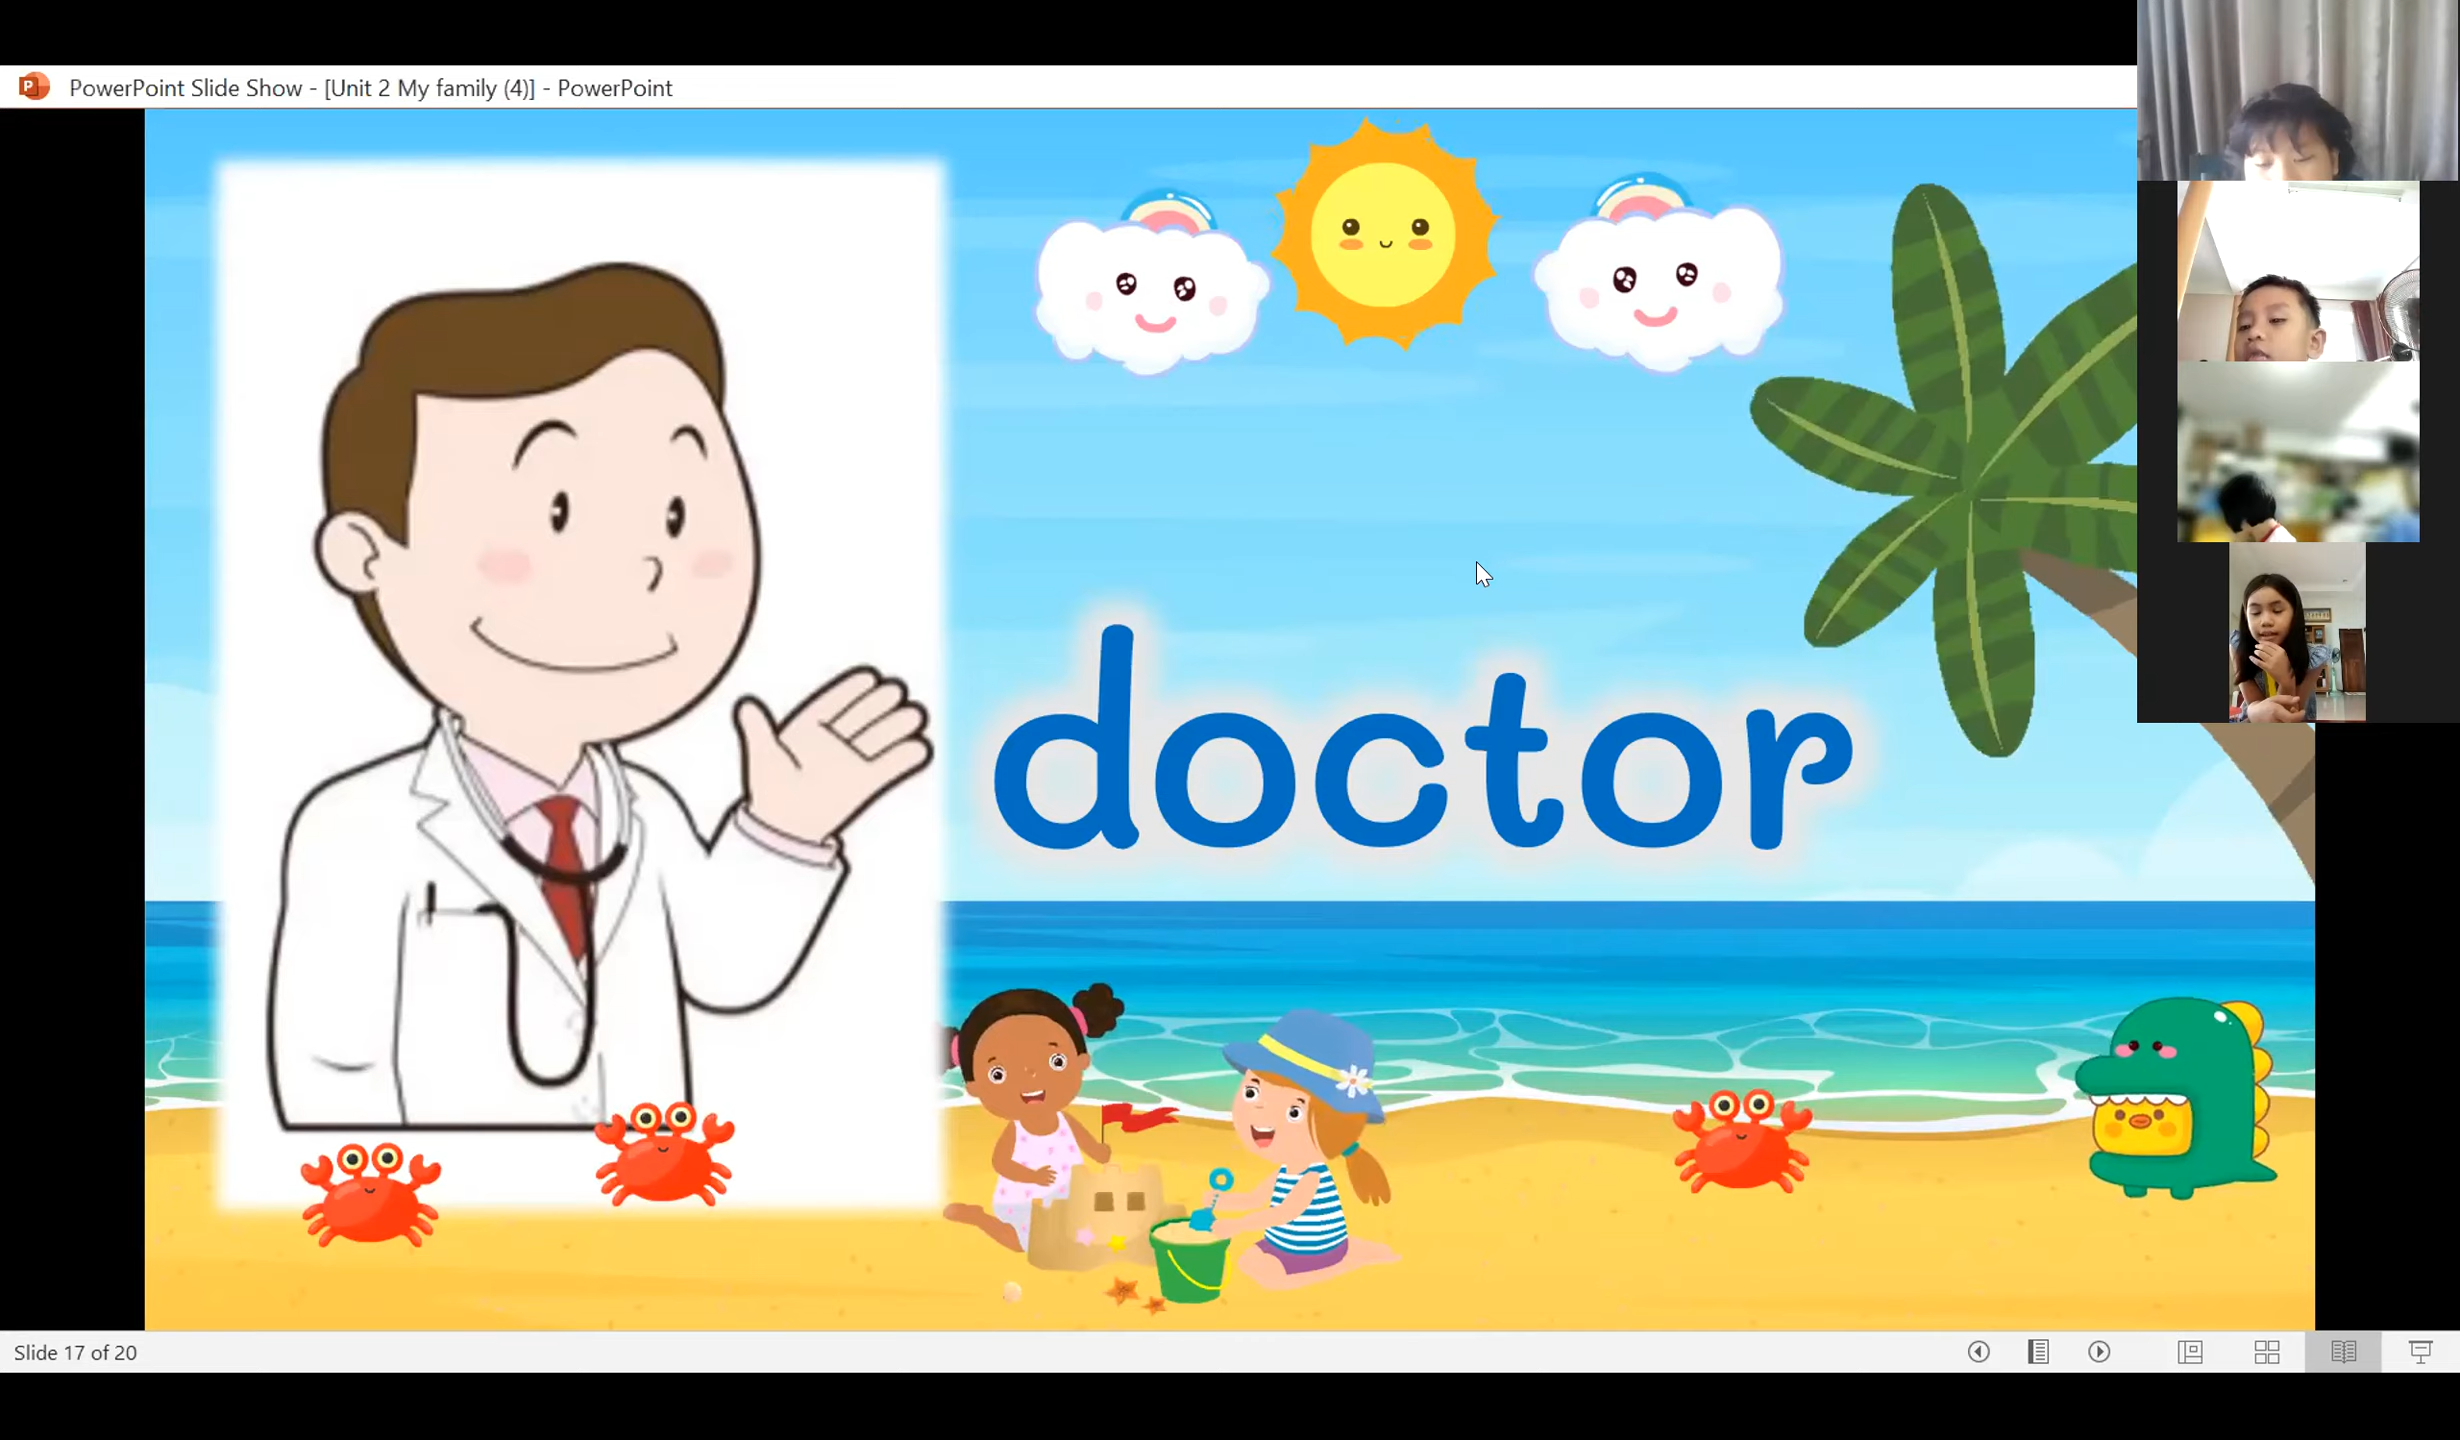 PowerPoint Slide Show - [Unit 2 My family (4)] - PowerPoint
doctor
Slide 17 of 20